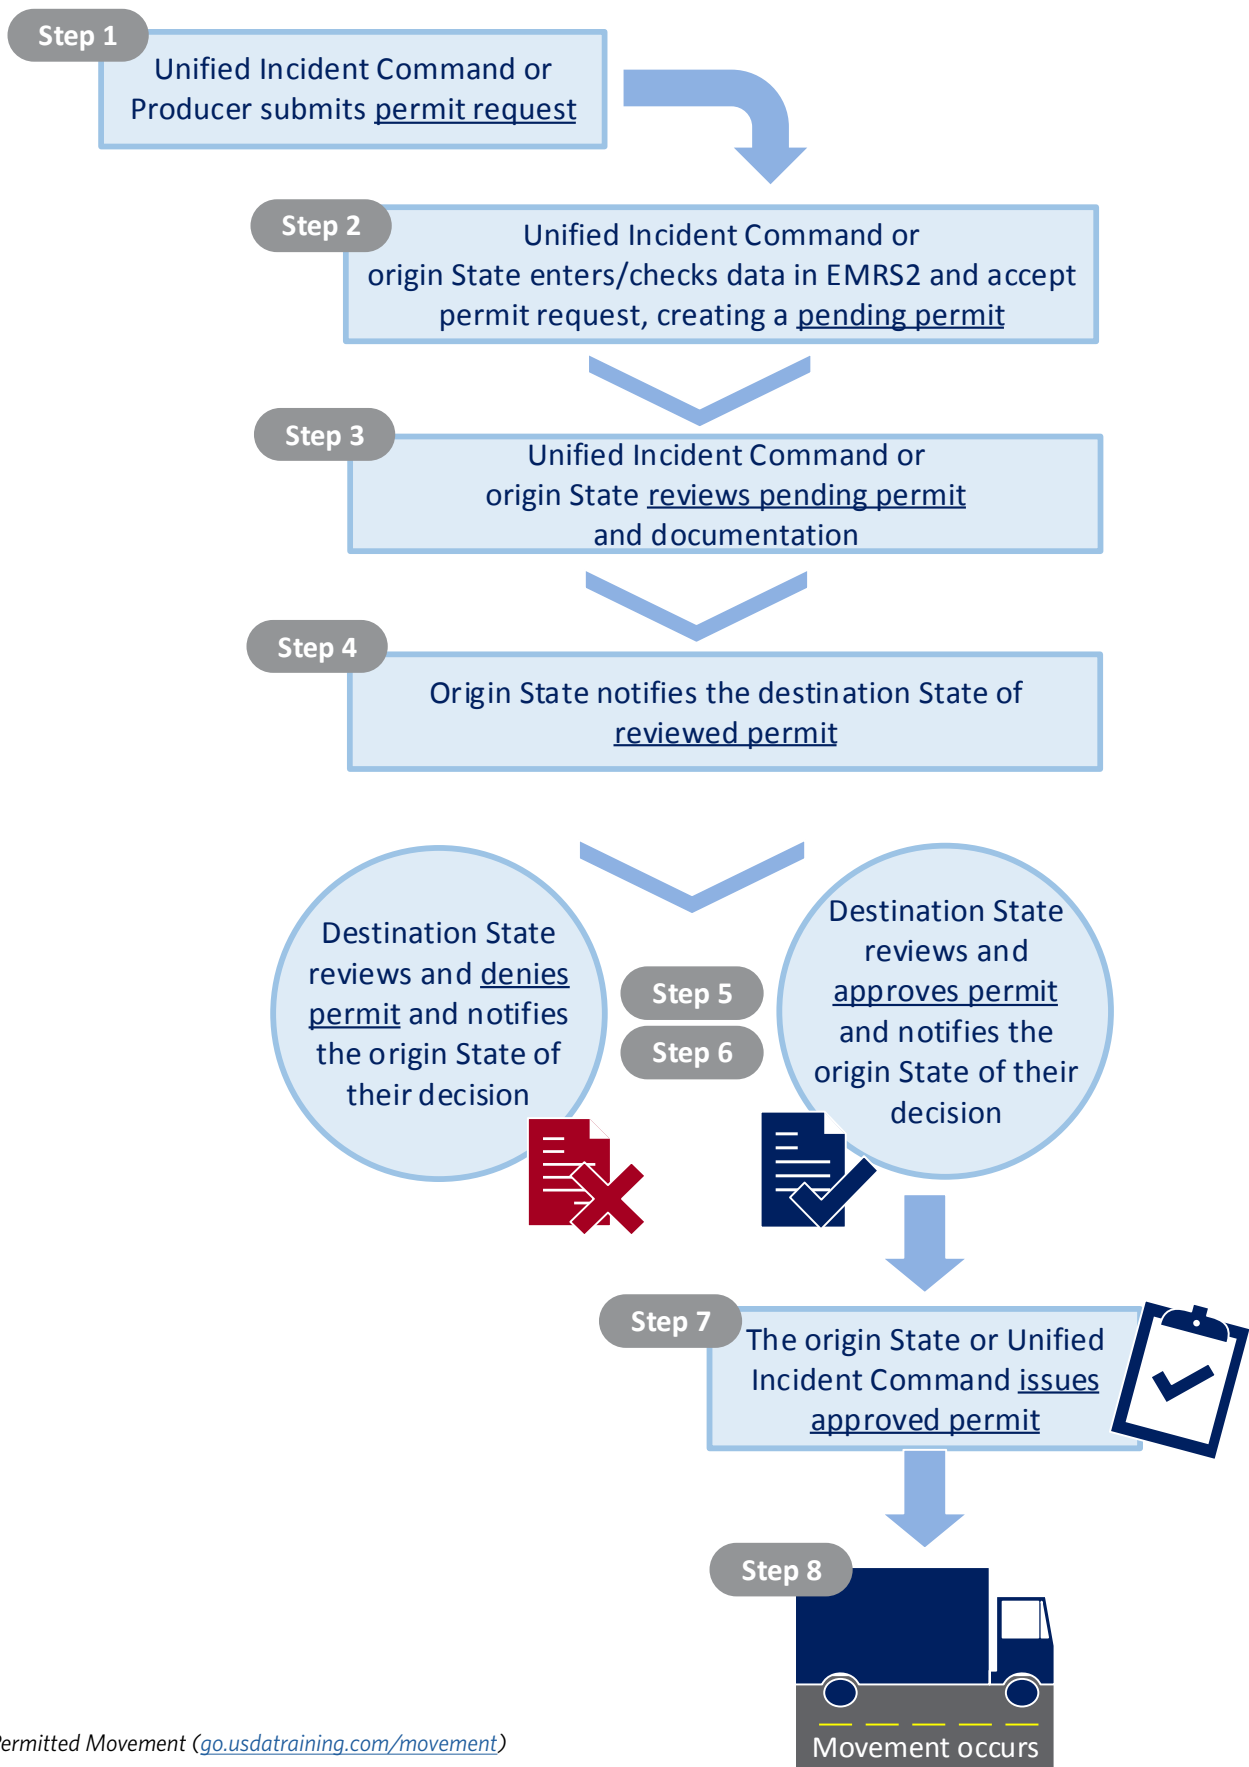 Step 1
Unified Incident Command or
Producer submits permit request
Step 2
Unified Incident Command or
origin State enters/checks data in EMRS2 and accept
permit request, creating a pending permit
Step 3
Unified Incident Command or
origin State reviews pending permit
and documentation
Step 4
Origin State notifies the destination State of
reviewed permit
Destination State
reviews and denies
permit and notifies
the origin State of
their decision
Step 5
Step 6
Destination State
reviews and
approves permit
and notifies the
origin State of their
decision
Step 7
The origin State or Unified
Incident Command issues
approved permit
Step 8
Movement occurs
Permitted Movement (go.usdatraining.com/movement)